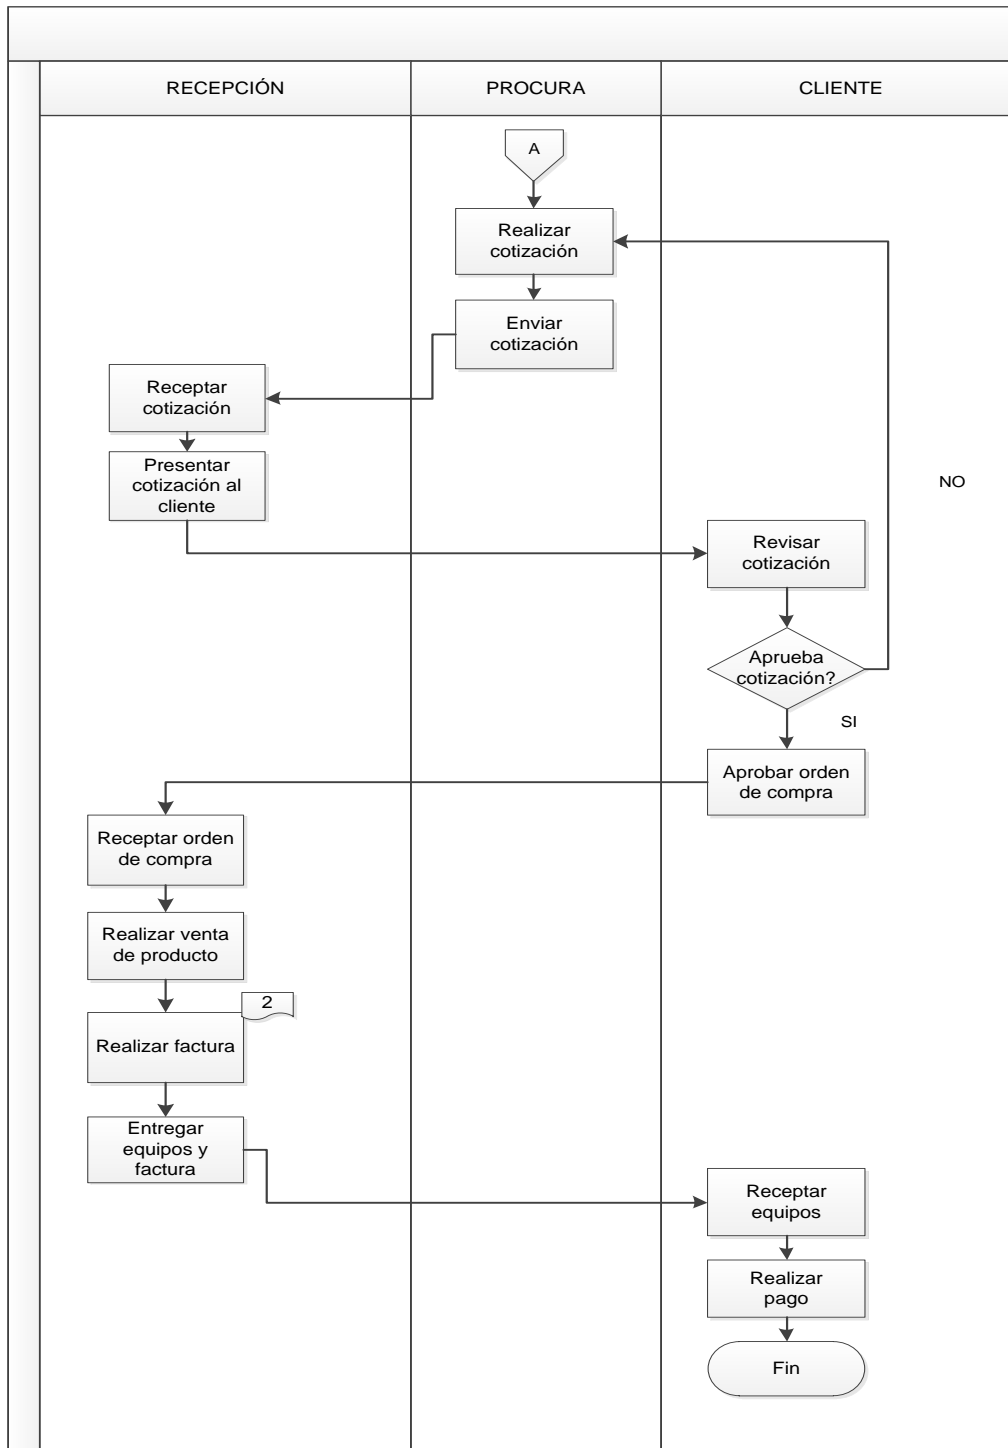 RECEPCIÓN
PROCURA
CLIENTE
A
Realizar
cotización
Enviar
cotización
Receptar
cotización
Presentar
cotización al
cliente
NO
Revisar
cotización
Aprueba
cotización?
SI
Aprobar orden
de compra
Receptar orden
de compra
Realizar venta
de producto
2
Realizar factura
Entregar
equipos y
factura
Receptar
equipos
Realizar
pago
Fin